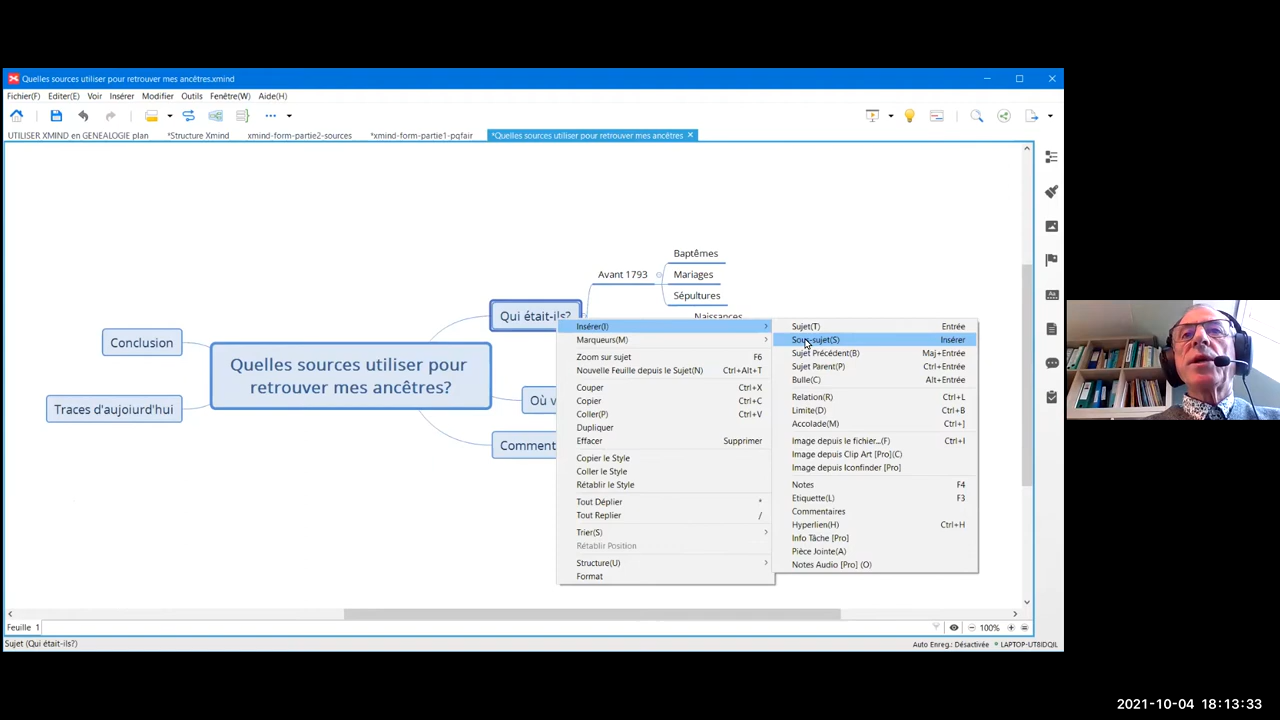 Quelles sources utiliser pour retrouver mes ancêtres.xmind
Fichier(F) Editer(E) Voir Insérer Modifier Outils Fenêtre(W) Aide(H)
UTILISER XMIND en GENEALOGIE plan *Structure Xmind xmind-form-partie2-sources *xmind-form-partie1-pqfair *Quelles sources utiliser pour retrouver mes ancêtres
Baptêmes
Avant 1793 Mariages
Sépultures
Qui était-ils? Naissances
Conclusion
Quelles sources utiliser pour
retrouver mes ancêtres?
Traces d'aujoiurd'hui
Où v
Comment
Insérer(I)
Marqueurs(M)
Zoom sur sujet F6
Nouvelle Feuille depuis le Sujet(N) Ctrl+Alt+T
Couper Ctrl+X
Copier Ctrl+C
Coller(P) Ctrl+V
Dupliquer
Effacer Supprimer
Copier le Style
Coller le Style
Rétablir le Style
Tout Déplier *
Tout Replier /
Trier(S)
Rétablir Position
Structure(U)
Format
Sujet(T) Entrée
Sous-sujet(S) Insérer
Sujet Précédent(B) Maj+Entrée
Sujet Parent(P) Ctrl+Entrée
Bulle(C) Alt+Entrée
Relation(R) Ctrl+L
Limite(D) Ctrl+B
Accolade(M) Ctrl+]
Image depuis le fichier...(F) Ctrl+I
Image depuis Clip Art [Pro](C)
Image depuis Iconfinder [Pro]
Notes F4
Etiquette(L) F3
Commentaires
Hyperlien(H) Ctrl+H
Info Tâche [Pro]
Pièce Jointe(A)
Notes Audio [Pro] (O)
Feuille 1 100%
Sujet (Qui était-ils?) Auto Enreg.: Désactivée LAPTOP-UT8IDQIL
2021-10-04 18:13:33